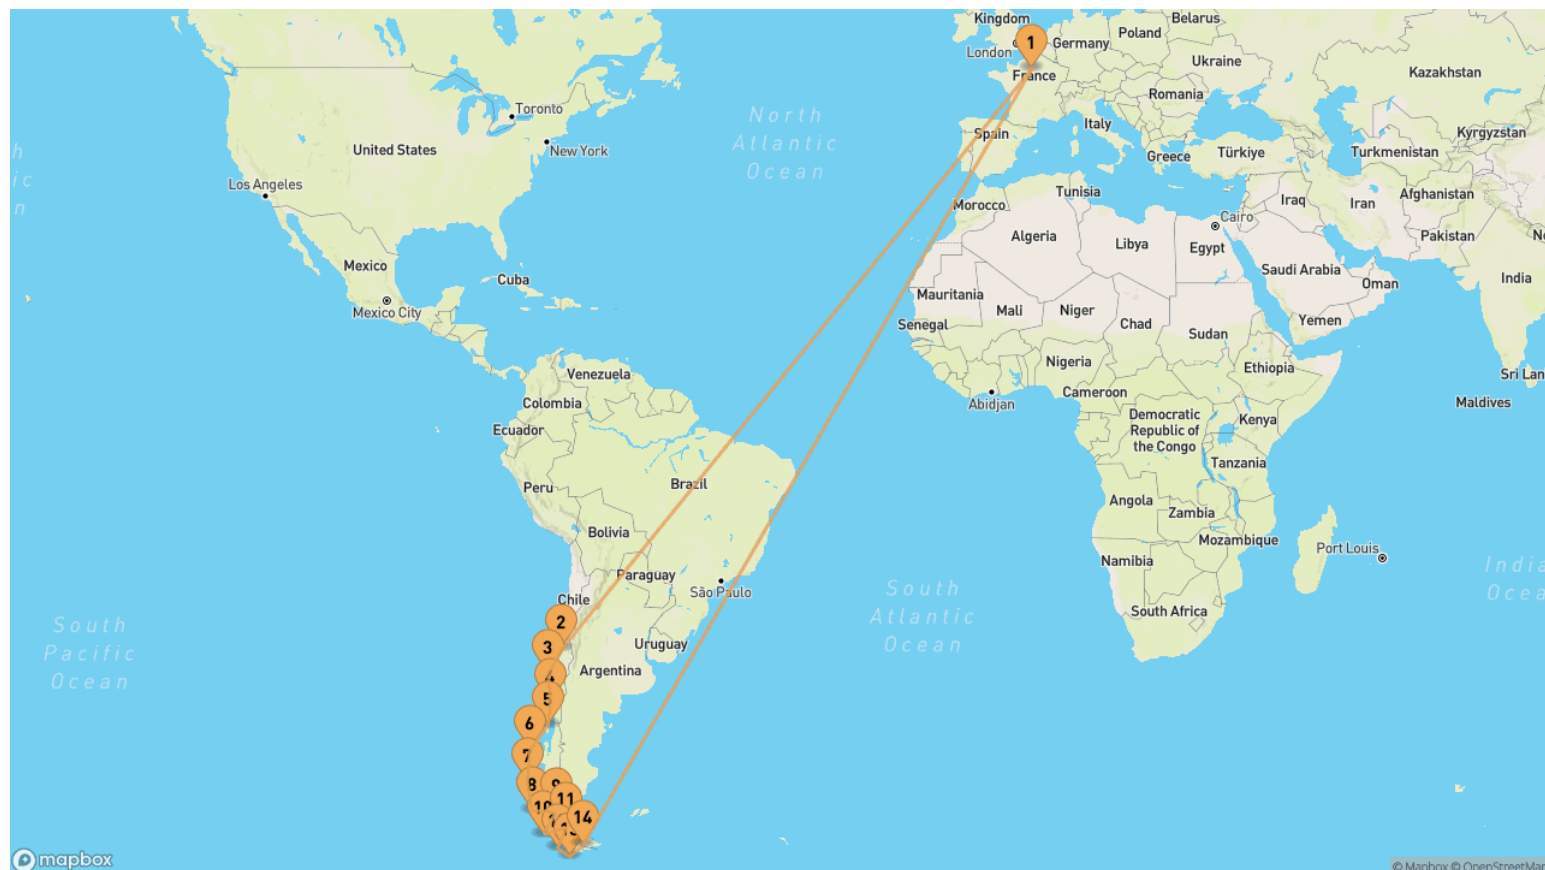 Kingdom
Belarus
1
Poland
London
Germany
Ukraine
France
Kazakhstan
Romania
Toronto
North
Atlantic
Ocean
Italy
Spain
Kyrgyzstan
United States
New York
Greece
Türkiye
Turkmenistan
Los Angeles
Tunisia
Morocco
Iraq
Iran
Afghanistan
Cairo
Algeria
Libya
Egypt
Pakistan
Mexico
Cuba
Saudi Arabia
Oman
India
Mauritania
Mexico City
Mali
Niger
Chad
Yemen
Senegal
Sudan
Nigeria
Ethiopia
Venezuela
Sri Lan
Cameroon
Colombia
Abidjan
Maldives
Democratic
Republic of
the Congo
Kenya
Ecuador
Tanzania
Peru
Brazil
Angola
Zambia
Bolivia
Mozambique
Port Louis
Namibia
India
Ocea
Paraguay
São Paulo
Chile
South
Atlantic
Ocean
South Africa
2
South
Pacific
Ocean
3
Uruguay
Argentina
4
5
6
7
8
9
10
11
14
mapbox
© Mapbox © OpenStreetMap